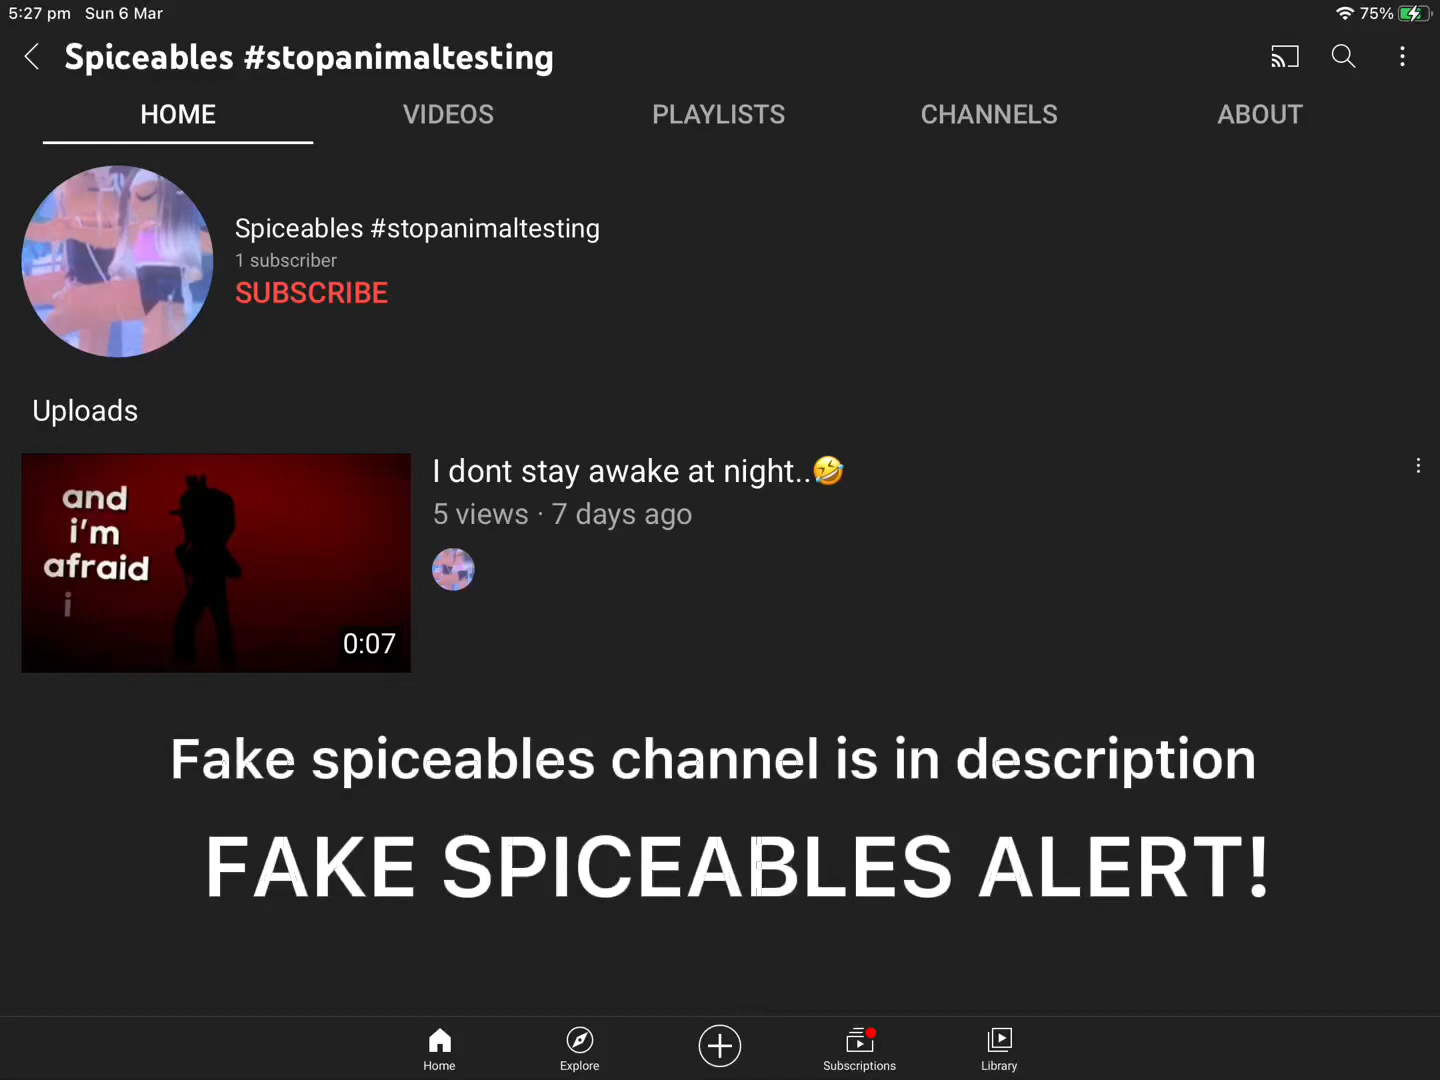 5:27 pm Sun 6 Mar 75%
Spiceables #stopanimaltesting
HOME VIDEOS PLAYLISTS CHANNELS ABOUT
Spiceables #stopanimaltesting
1 subscriber
SUBSCRIBE
Uploads
and
i'm
afraid
i
0:07
I dont stay awake at night..🤣
5 views · 7 days ago
Fake spiceables channel is in description
FAKE SPICEABLES ALERT!
Home Explore Subscriptions Library